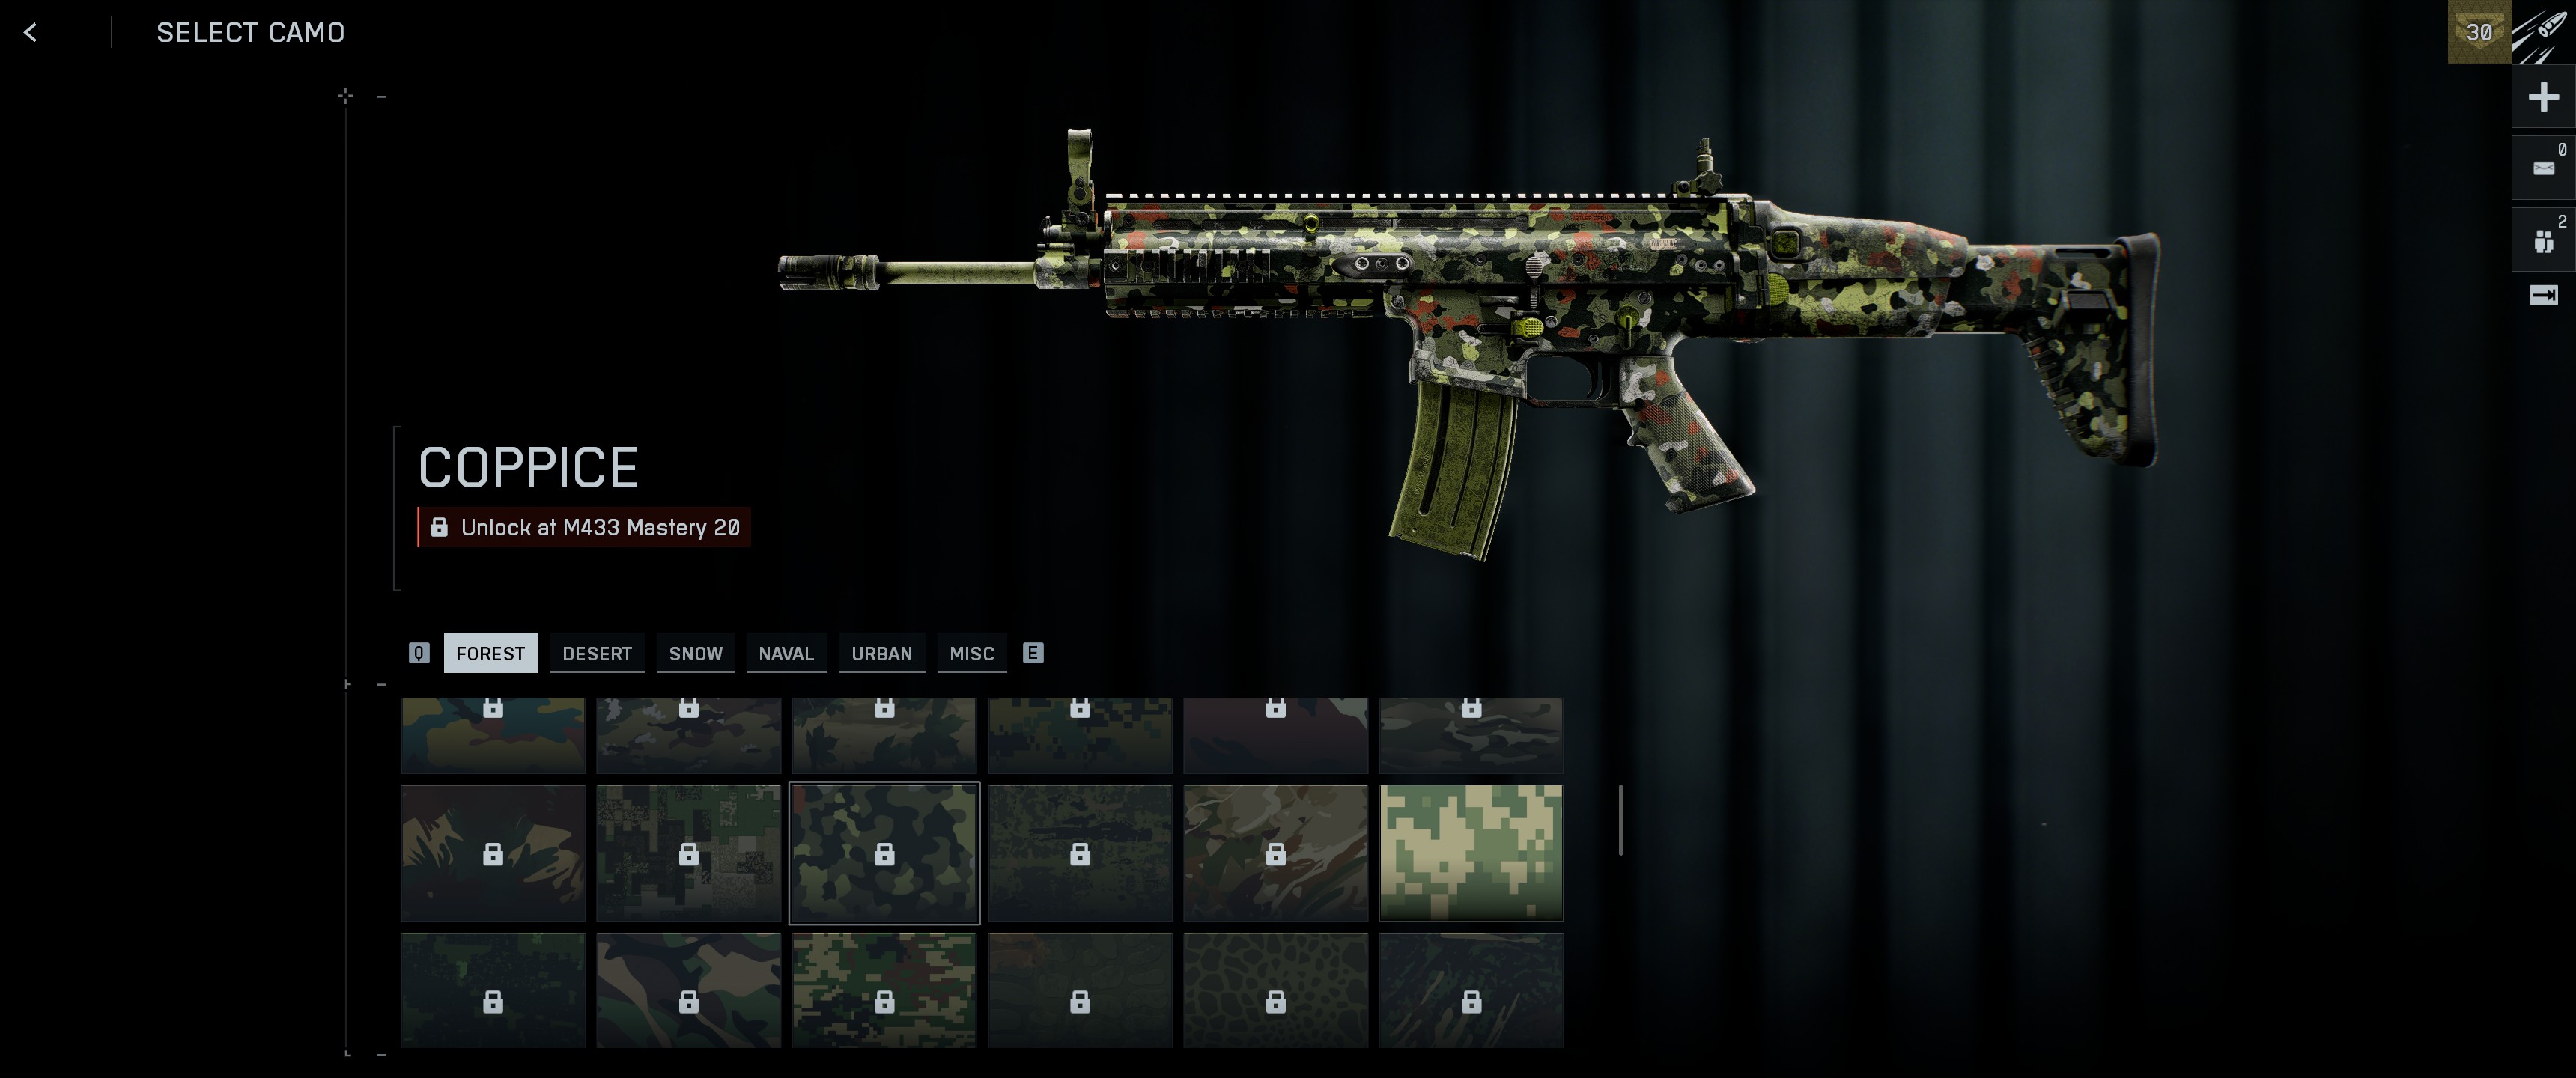 SELECT CAMO
30
0
2
COPPICE
Unlock at M433 Mastery 20
Q FOREST DESERT SNOW NAVAL URBAN MISC E